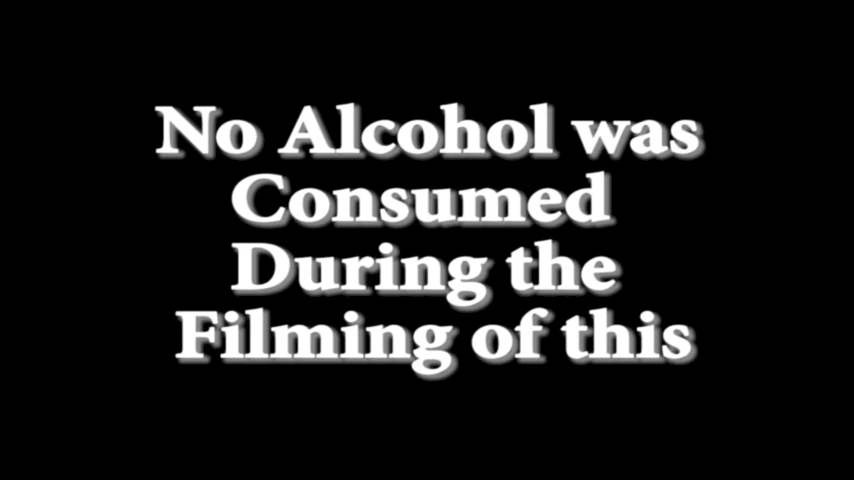 No Alcohol was
Consumed
During the
Filming of this